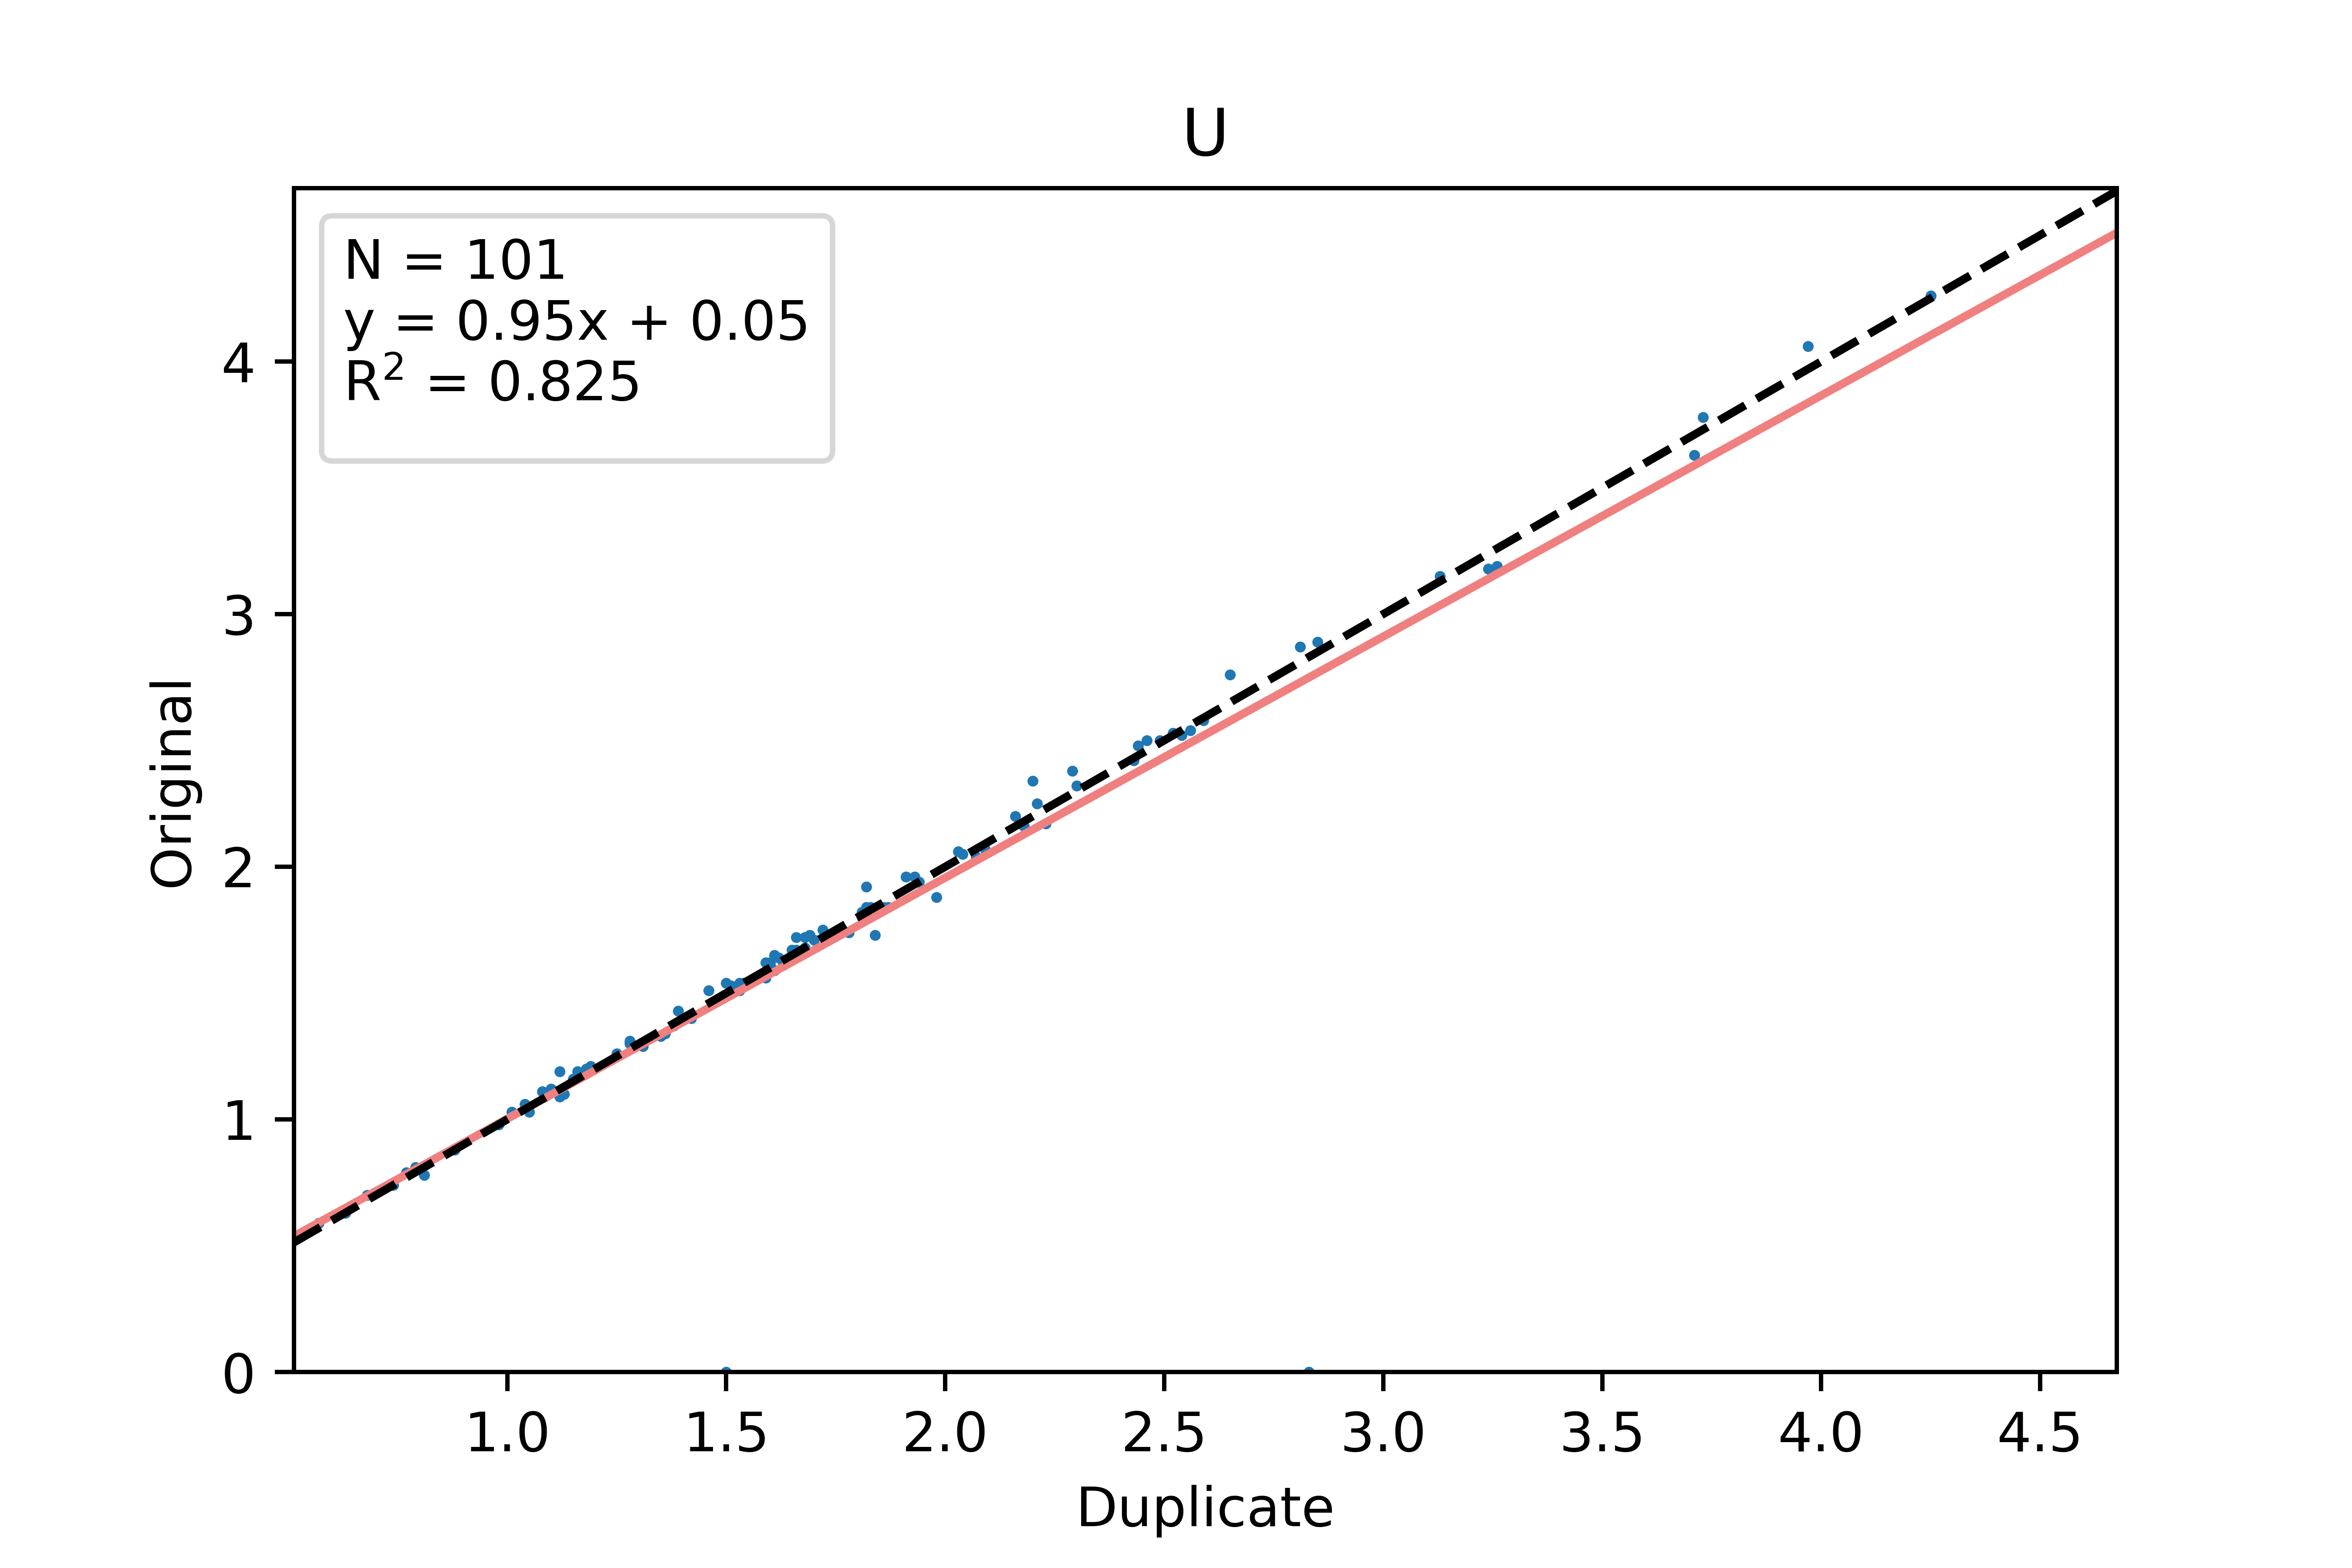 U
N = 101
y = 0.95x + 0.05
R² = 0.825
4
3
2
1
0
Original
1.0 1.5 2.0 2.5 3.0 3.5 4.0 4.5
Duplicate